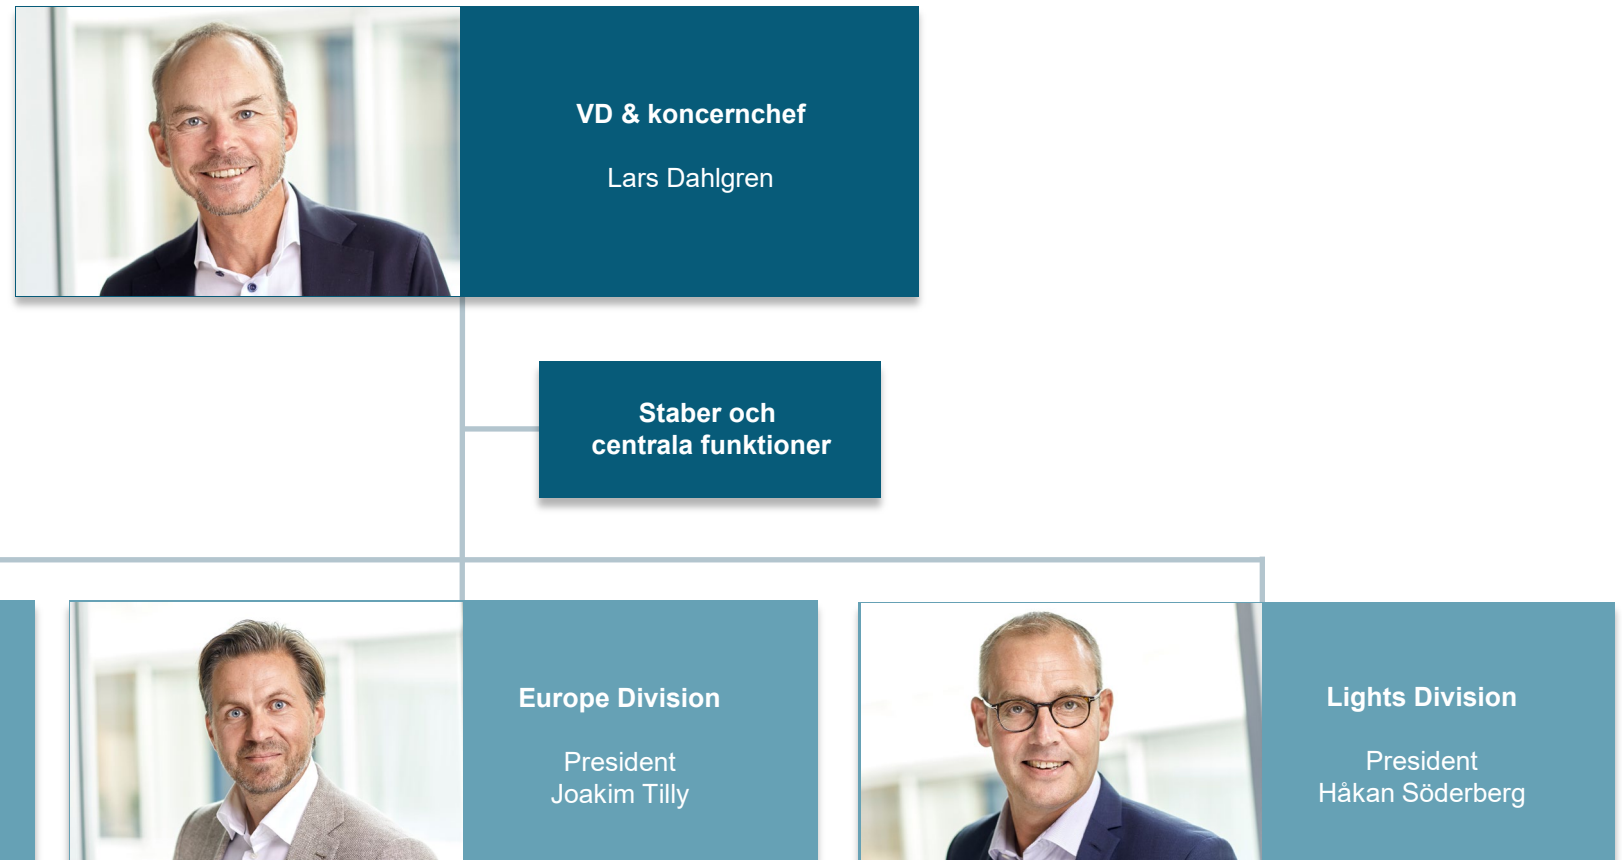 VD & koncernchef
Lars Dahlgren
Staber och
centrala funktioner
Europe Division
President
Joakim Tilly
Lights Division
President
Håkan Söderberg